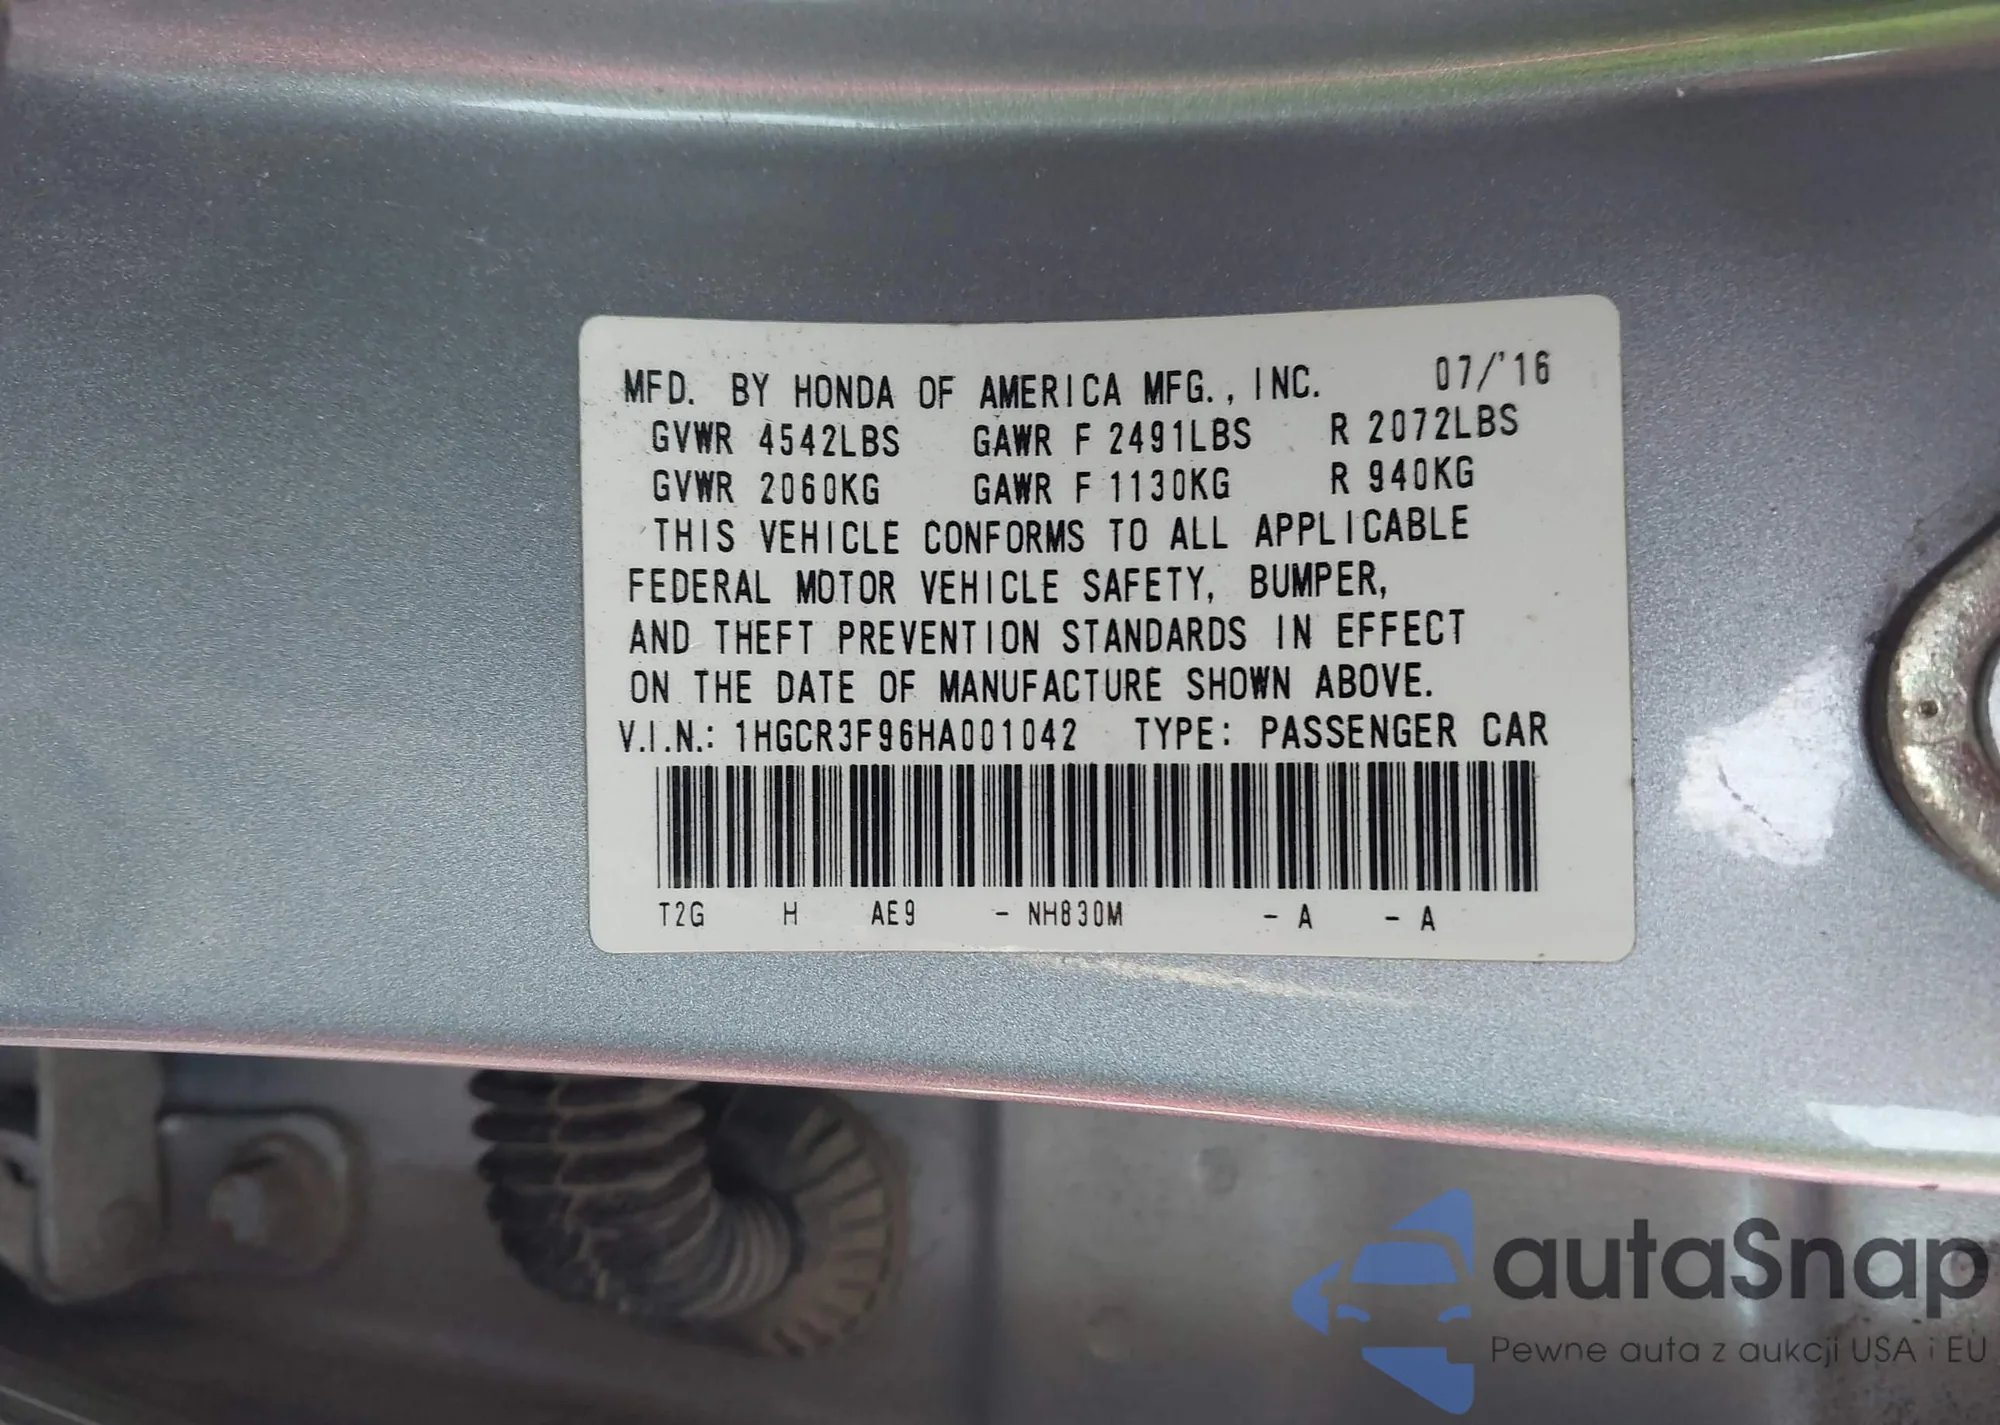 MFD. BY HONDA OF AMERICA MFG., INC. 07/'16
GVWR 4542LBS GAWR F 2491LBS R 2072LBS
GVWR 2060KG GAWR F 1130KG R 940KG
THIS VEHICLE CONFORMS TO ALL APPLICABLE
FEDERAL MOTOR VEHICLE SAFETY, BUMPER,
AND THEFT PREVENTION STANDARDS IN EFFECT
ON THE DATE OF MANUFACTURE SHOWN ABOVE.
V.I.N.: 1HGCR3F96HA001042 TYPE: PASSENGER CAR
T2G H AE9 - NH830M - A - A
autaSnap
Pewne auta z aukcji USA i EU